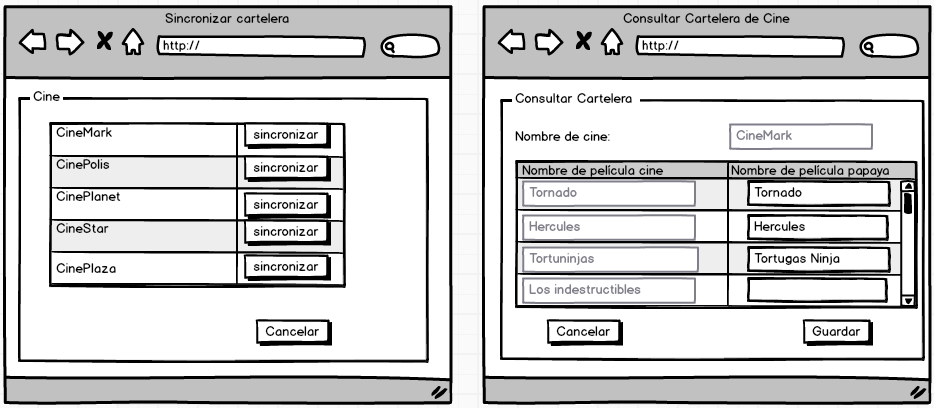 Sincronizar cartelera
http://
Cine
CineMark sincronizar
CinePolis sincronizar
CinePlanet sincronizar
CineStar sincronizar
CinePlaza sincronizar
Cancelar
Consultar Cartelera de Cine
http://
Consultar Cartelera
Nombre de cine: CineMark
Nombre de película cine Nombre de película papaya
Tornado Tornado
Hercules Hercules
Tortuninjas Tortugas Ninja
Los indestructibles
Cancelar Guardar